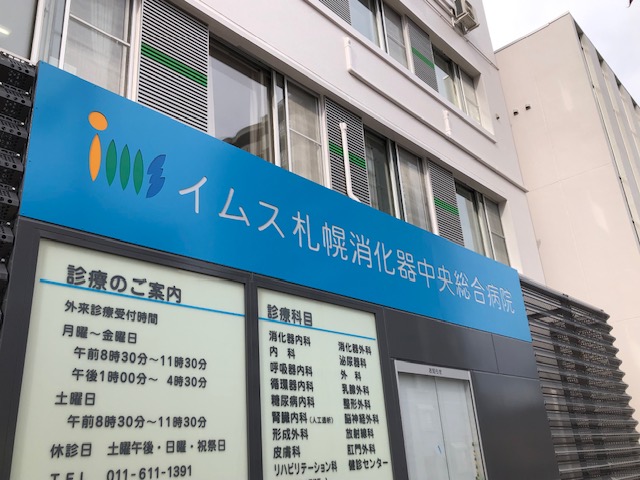 ims イムス札幌消化器中央総合病院
診療のご案内
外来診療受付時間
月曜～金曜日
午前8時30分～11時30分
午後1時00分～ 4時30分
土曜日
午前8時30分～11時30分
休診日 土曜午後・日曜・祝祭日
TEL 011-611-1391
診療科目
消化器内科 消化器外科
内科 泌尿器科
呼吸器内科 外科
循環器内科 乳腺外科
糖尿病内科 整形外科
腎臓内科(人工透析) 脳神経外科
形成外科 放射線科
皮膚科 肛門外科
リハビリテーション科 健診センター